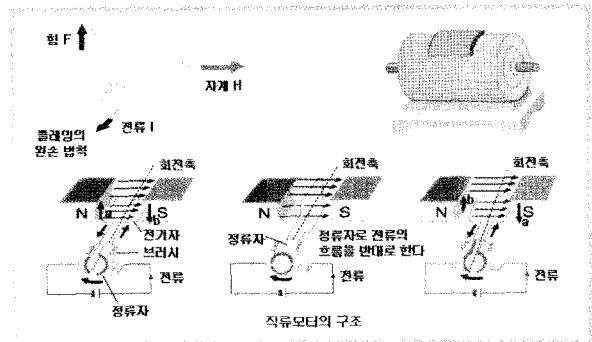 힘 F
자계 H
전류 I
플레밍의
왼손 법칙
회전축
N
a
S
b
전기자
브러시
전류
정류자
회전축
N
S
정류자
정류자로 전류의
흐름을 반대로 한다
전류
회전축
N
b
S
a
전류
직류모터의 구조